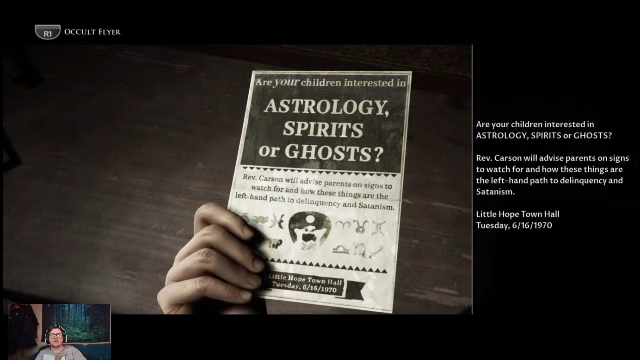 R1 OCCULT FLYER
Are your children interested in
ASTROLOGY,
SPIRITS
or GHOSTS?
Rev. Carson will advise parents on signs to
watch for and how these things are the
left-hand path to delinquency and Satanism.
Little Hope Town Hall
Tuesday, 6/16/1970
Are your children interested in
ASTROLOGY, SPIRITS or GHOSTS?
Rev. Carson will advise parents on signs
to watch for and how these things are
the left-hand path to delinquency and
Satanism.
Little Hope Town Hall
Tuesday, 6/16/1970